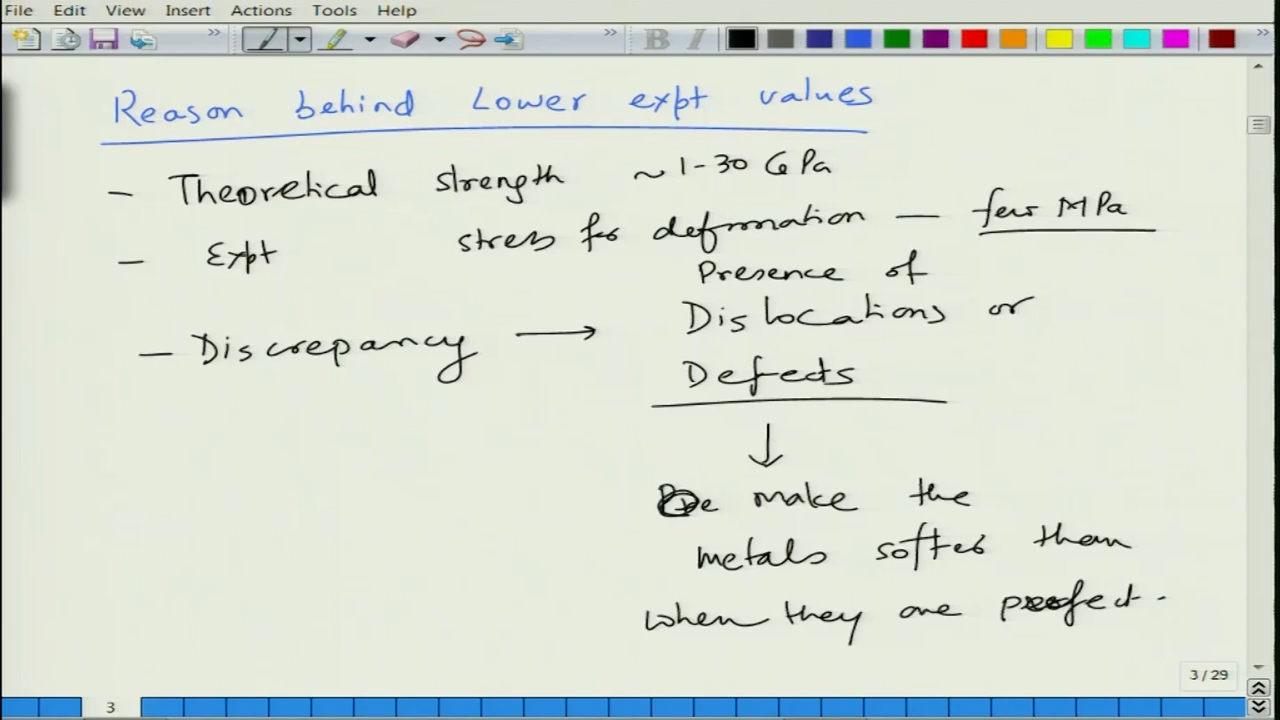 File Edit View Insert Actions Tools Help
B I
Reason behind Lower expt values
- Theoretical strength ~ 1-30 GPa
- Expt stress for deformation - few MPa
Presence of
- Discrepancy → Dislocations or
Defects
↓
make the
metals softer than
when they are perfect.
3 / 29
3